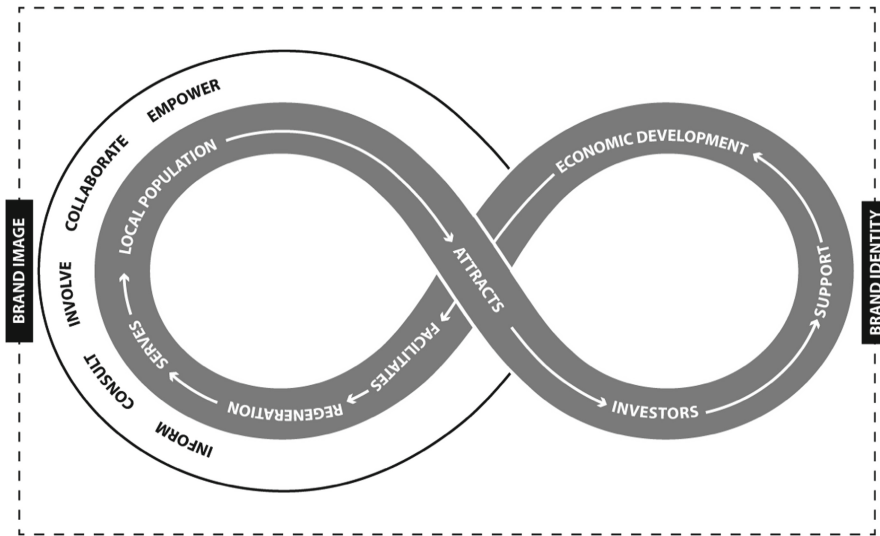 BRAND IMAGE
EMPOWER
COLLABORATE
INVOLVE
CONSULT
INFORM
LOCAL POPULATION
ATTRACTS
INVESTORS
SUPPORT
ECONOMIC DEVELOPMENT
FACILITATES
REGENERATION
SERVES
BRAND IDENTITY